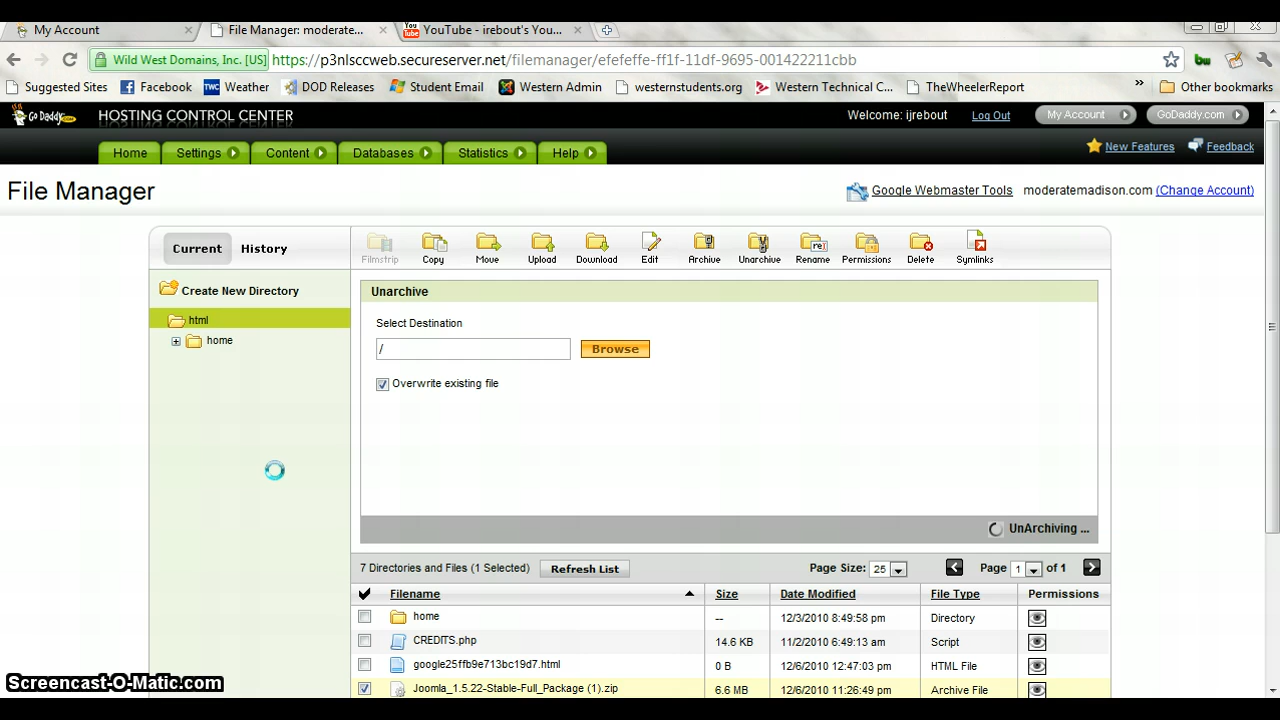 My Account
File Manager: moderate...
You Tube
YouTube - irebout's You...
Wild West Domains, Inc. [US]
https://p3nlsccweb.secureserver.net/filemanager/efefeffe-ff1f-11df-9695-001422211cbb
Suggested Sites
Facebook
TWC Weather
DOD Releases
Student Email
Western Admin
westernstudents.org
Western Technical C...
TheWheelerReport
»
Other bookmarks
Go Daddy.com
HOSTING CONTROL CENTER
Welcome: ijrebout
Log Out
My Account
GoDaddy.com
Home
Settings
Content
Databases
Statistics
Help
New Features
Feedback
File Manager
Google Webmaster Tools
moderatemadison.com (Change Account)
Current
History
Filmstrip
Copy
Move
Upload
Download
Edit
Archive
Unarchive
Rename
Permissions
Delete
Symlinks
Create New Directory
html
home
Unarchive
Select Destination
/
Browse
Overwrite existing file
UnArchiving ...
7 Directories and Files (1 Selected)
Refresh List
Page Size: 25
Page 1 of 1
Filename Size Date Modified File Type Permissions
home -- 12/3/2010 8:49:58 pm Directory
CREDITS.php 14.6 KB 11/2/2010 6:49:13 am Script
google25ffb9e713bc19d7.html 0 B 12/6/2010 12:47:03 pm HTML File
Joomla_1.5.22-Stable-Full_Package (1).zip 6.6 MB 12/6/2010 11:26:49 pm Archive File
Screencast-O-Matic.com